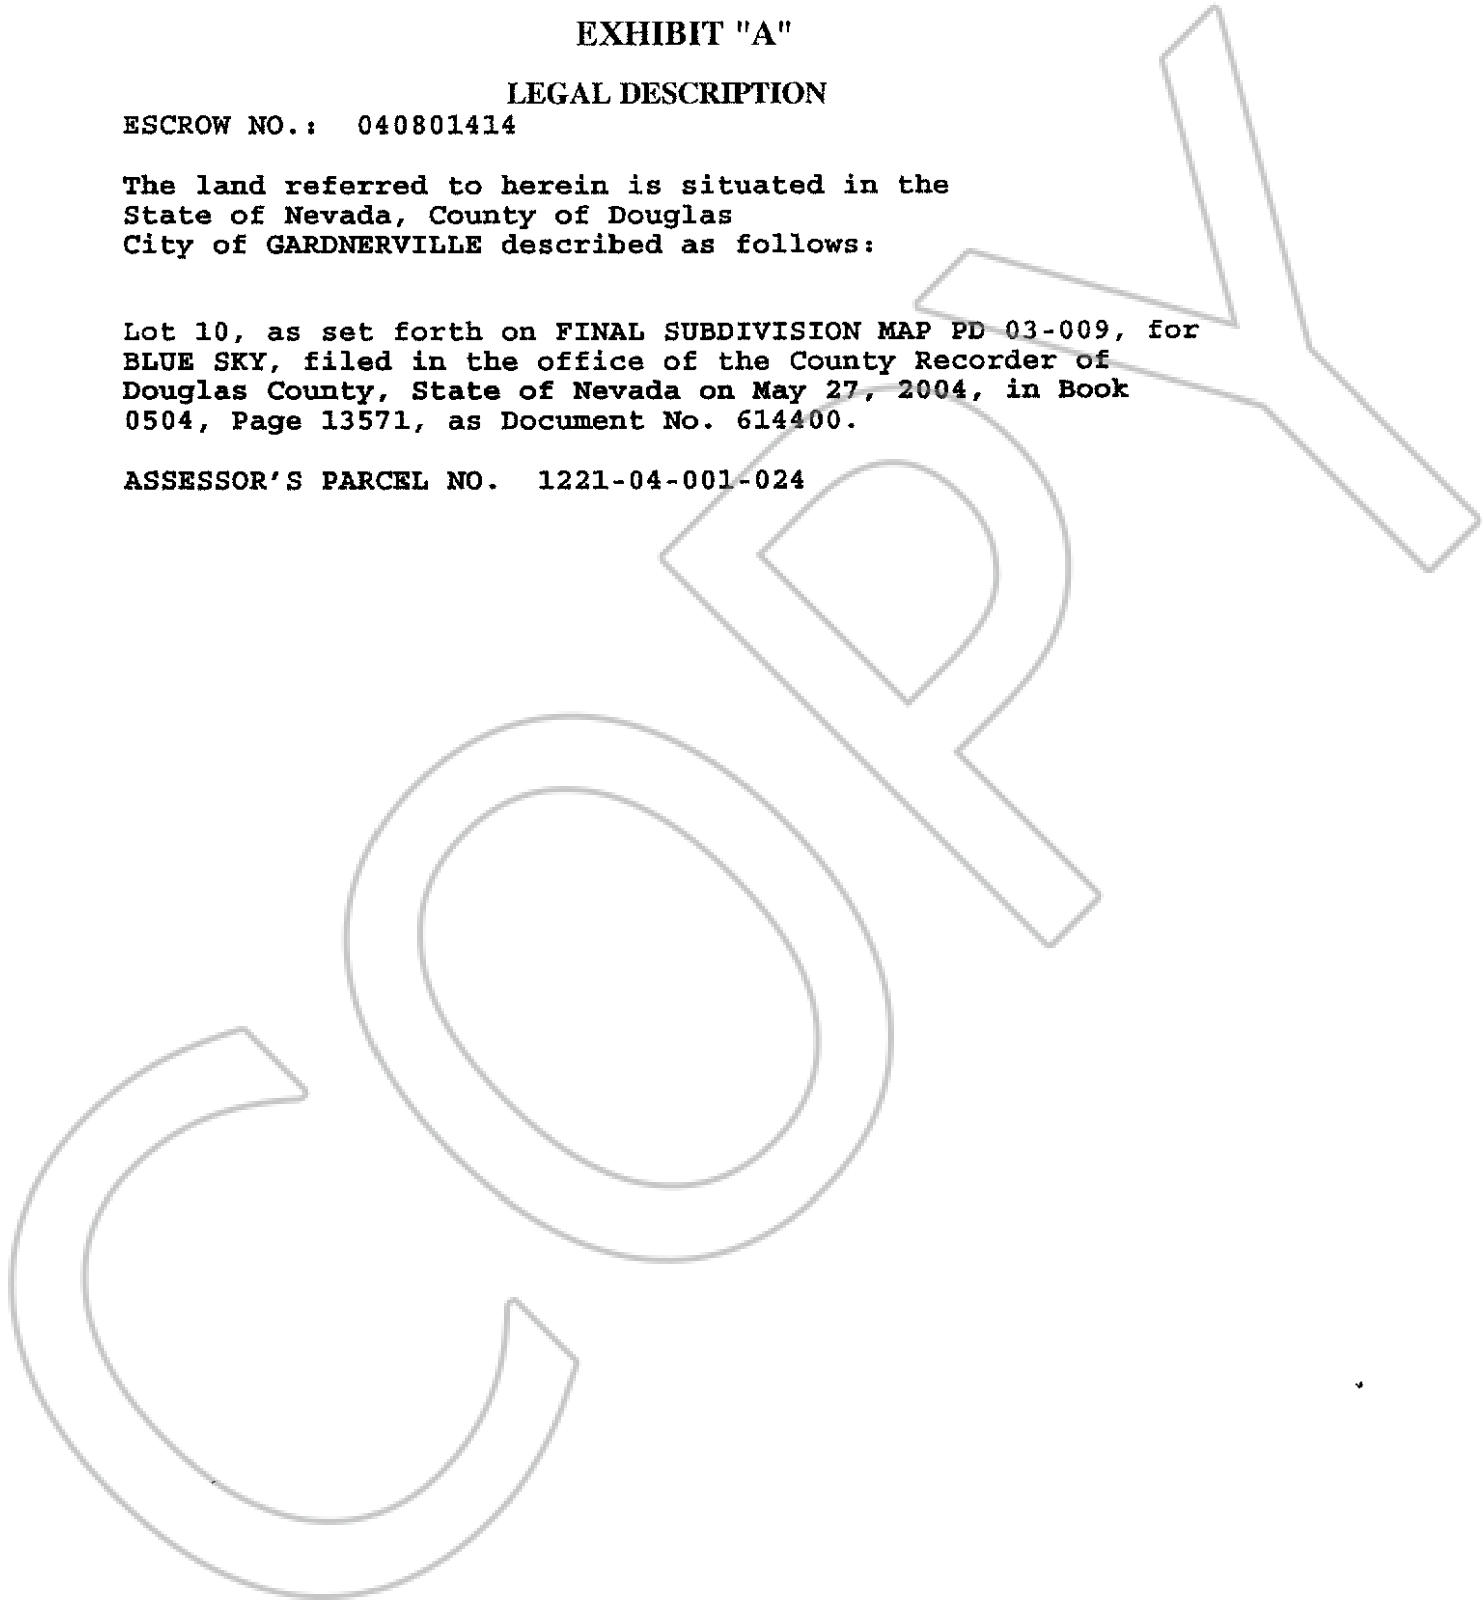 EXHIBIT "A"
LEGAL DESCRIPTION
ESCROW NO.: 040801414
The land referred to herein is situated in the
State of Nevada, County of Douglas
City of GARDNERVILLE described as follows:
Lot 10, as set forth on FINAL SUBDIVISION MAP PD 03-009, for
BLUE SKY, filed in the office of the County Recorder of
Douglas County, State of Nevada on May 27, 2004, in Book
0504, Page 13571, as Document No. 614400.
ASSESSOR'S PARCEL NO. 1221-04-001-024
COPY